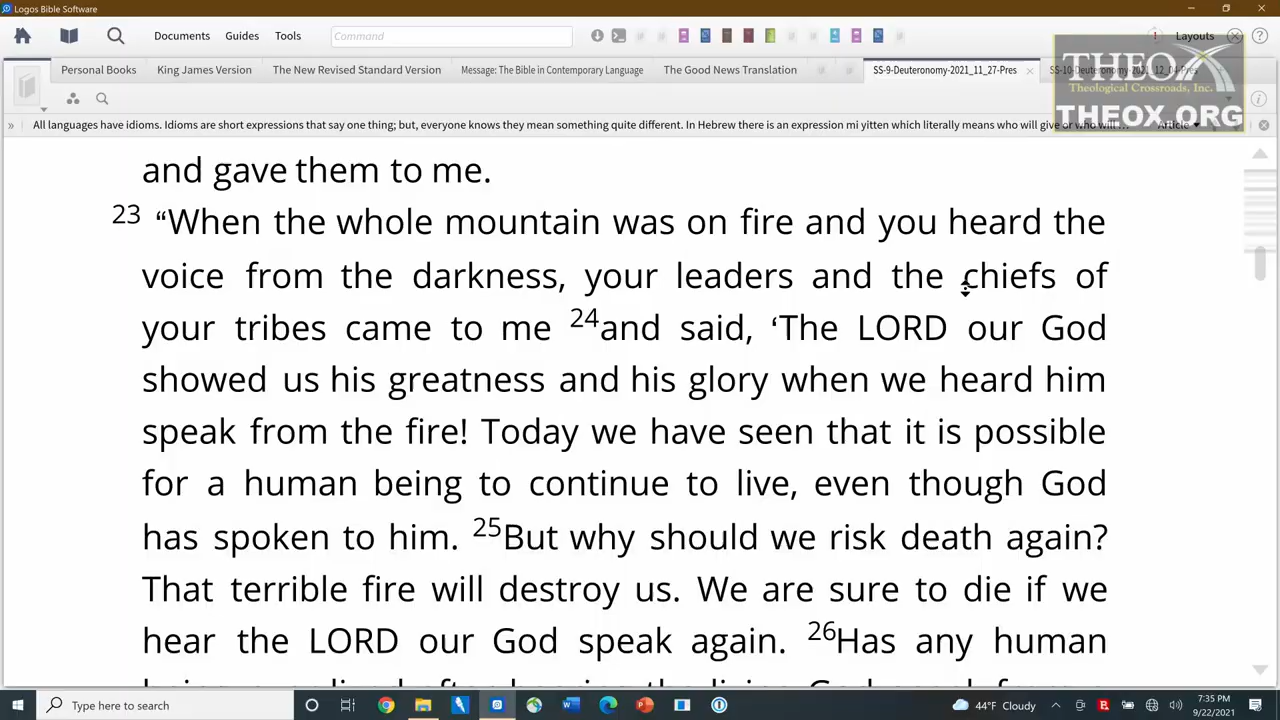 Logos Bible Software
Documents Guides Tools Command Layouts
Personal Books King James Version The New Revised Standard The Bible in Contemporary Language The Good News Translation SS-9-Deuteronomy-2021_11_27-Pres SS-10-Deuteronomy-2021_12_04-Pres
THEOX
Theological Crossroads, Inc.
THEOX.ORG
» All languages have idioms. Idioms are short expressions that say one thing; but, everyone knows they mean something quite different. In Hebrew there is an expression mi yitten which literally means who will give or who will ... Article
and gave them to me.
23 “When the whole mountain was on fire and you heard the
voice from the darkness, your leaders and the chiefs of
your tribes came to me 24and said, ‘The LORD our God
showed us his greatness and his glory when we heard him
speak from the fire! Today we have seen that it is possible
for a human being to continue to live, even though God
has spoken to him. 25But why should we risk death again?
That terrible fire will destroy us. We are sure to die if we
hear the LORD our God speak again. 26Has any human
Type here to search
44°F Cloudy
7:35 PM
9/22/2021